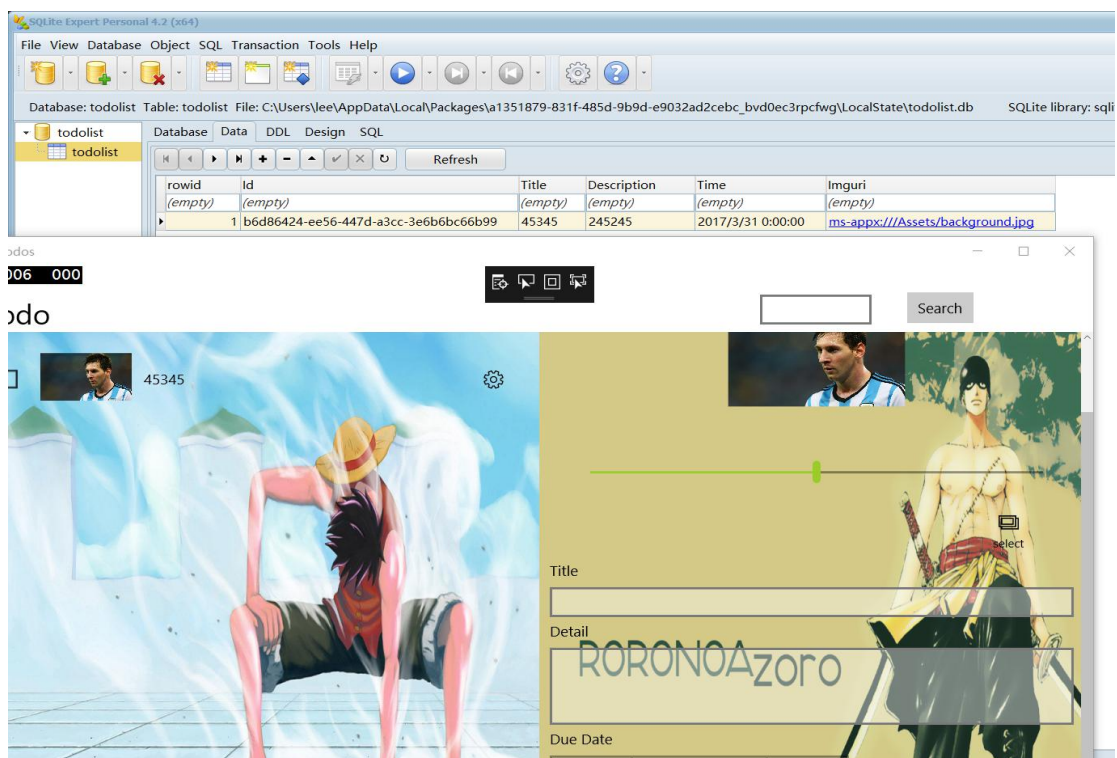 SQLite Expert Personal 4.2 (x64)
File View Database Object SQL Transaction Tools Help
Database: todolist Table: todolist File: C:\Users\lee\AppData\Local\Packages\a1351879-831f-485d-9b9d-e9032ad2cebc_bvd0ec3rpcfwg\LocalState\todolist.db SQLite library: sqli
todolist Database Data DDL Design SQL
todolist Refresh
rowid Id Title Description Time Imguri
(empty) (empty) (empty) (empty) (empty) (empty)
1 b6d86424-ee56-447d-a3cc-3e6b6bc66b99 45345 245245 2017/3/31 0:00:00 ms-appx:///Assets/background.jpg
odos
006 000
odo
Search
45345
select
Title
Detail
RORONOA zoro
Due Date